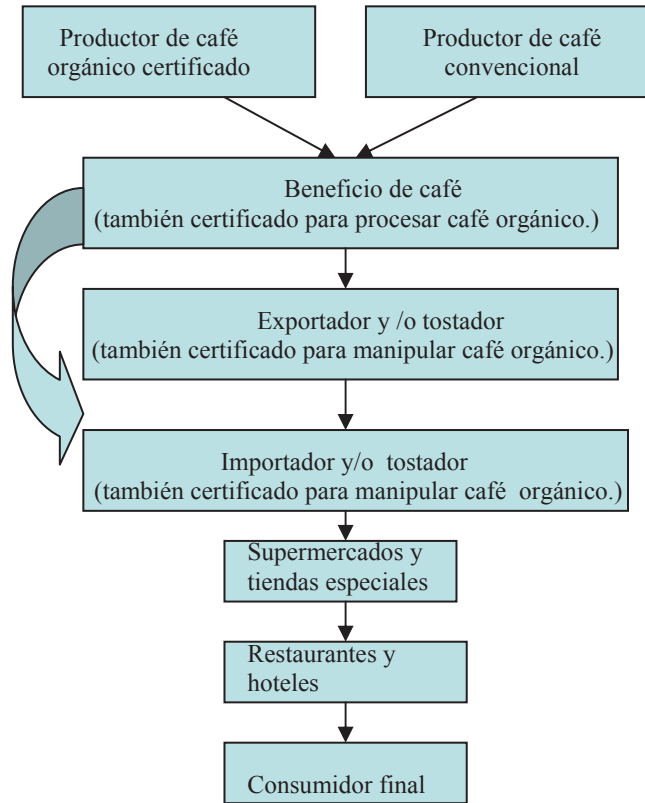 Productor de café
orgánico certificado
Productor de café
convencional
Beneficio de café
(también certificado para procesar café orgánico.)
Exportador y /o tostador
(también certificado para manipular café orgánico.)
Importador y/o  tostador
(también certificado para manipular café  orgánico.)
Supermercados y
tiendas especiales
Restaurantes y
hoteles
Consumidor final